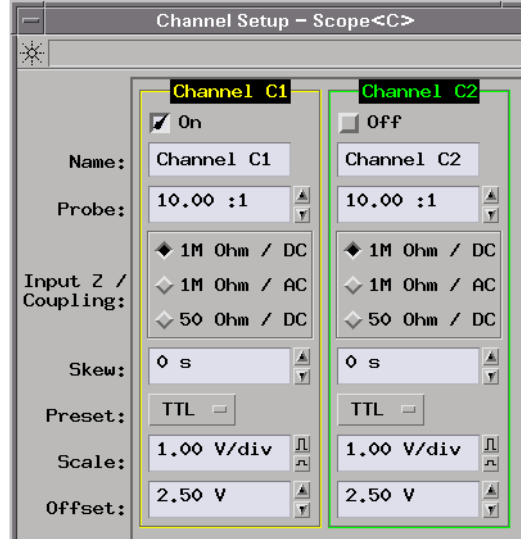 Channel Setup – Scope<C>
Channel C1 Channel C2
On Off
Name: Channel C1 Channel C2
Probe: 10.00 :1 10.00 :1
1M Ohm / DC 1M Ohm / DC
Input Z / 1M Ohm / AC 1M Ohm / AC
Coupling:
50 Ohm / DC 50 Ohm / DC
Skew: 0 s 0 s
Preset: TTL TTL
Scale: 1.00 V/div 1.00 V/div
Offset: 2.50 V 2.50 V